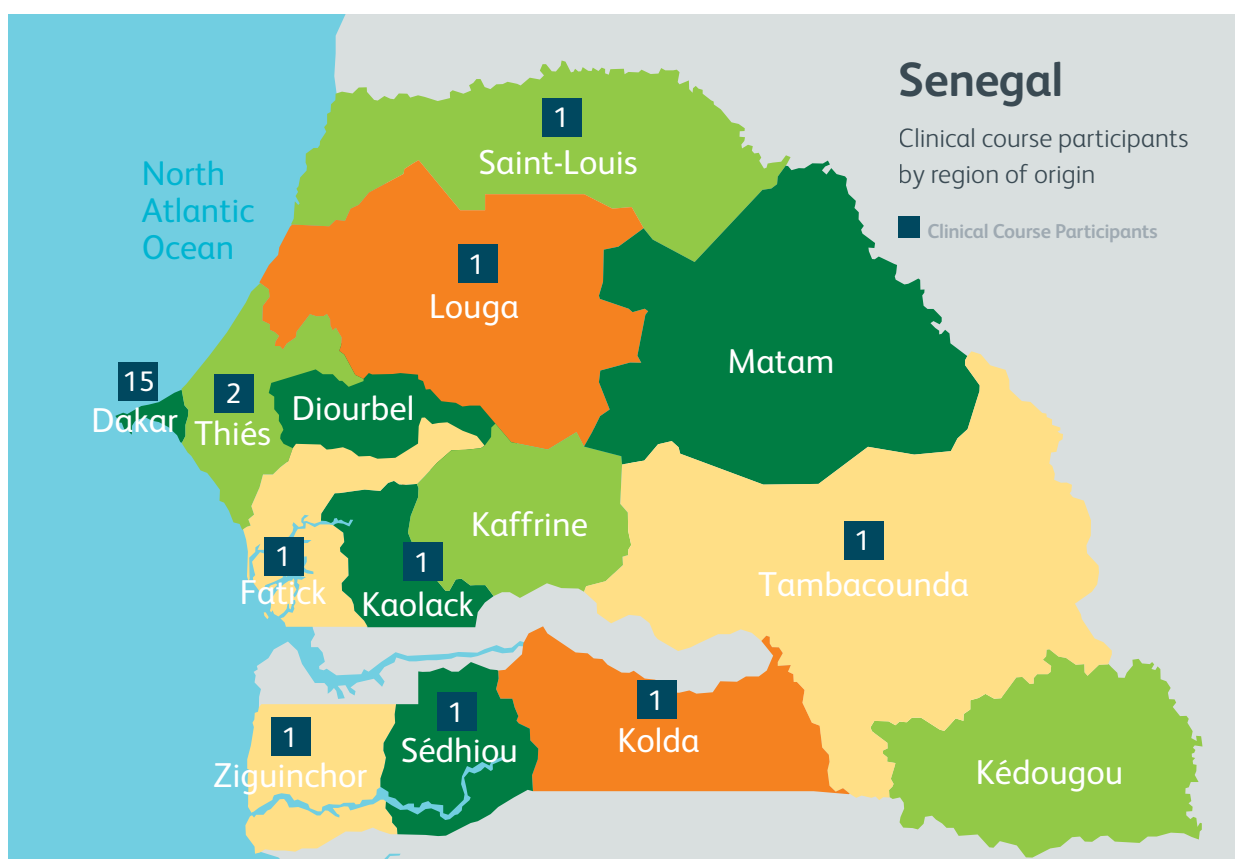 Senegal
Clinical course participants
by region of origin
Clinical Course Participants
North
Atlantic
Ocean
1
Saint-Louis
1
Louga
Matam
15
Dakar
2
Thiés
Diourbel
Kaffrine
1
Fatick
1
Kaolack
1
Tambacounda
1
Ziguinchor
1
Sédhiou
1
Kolda
Kédougou